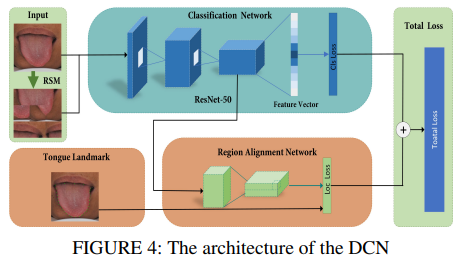 Input
Classification Network
Total Loss
RSM
Cls Loss
ResNet-50
Feature Vector
Toatal Loss
+
Tongue Landmark
Region Alignment Network
Loc Loss
FIGURE 4: The architecture of the DCN